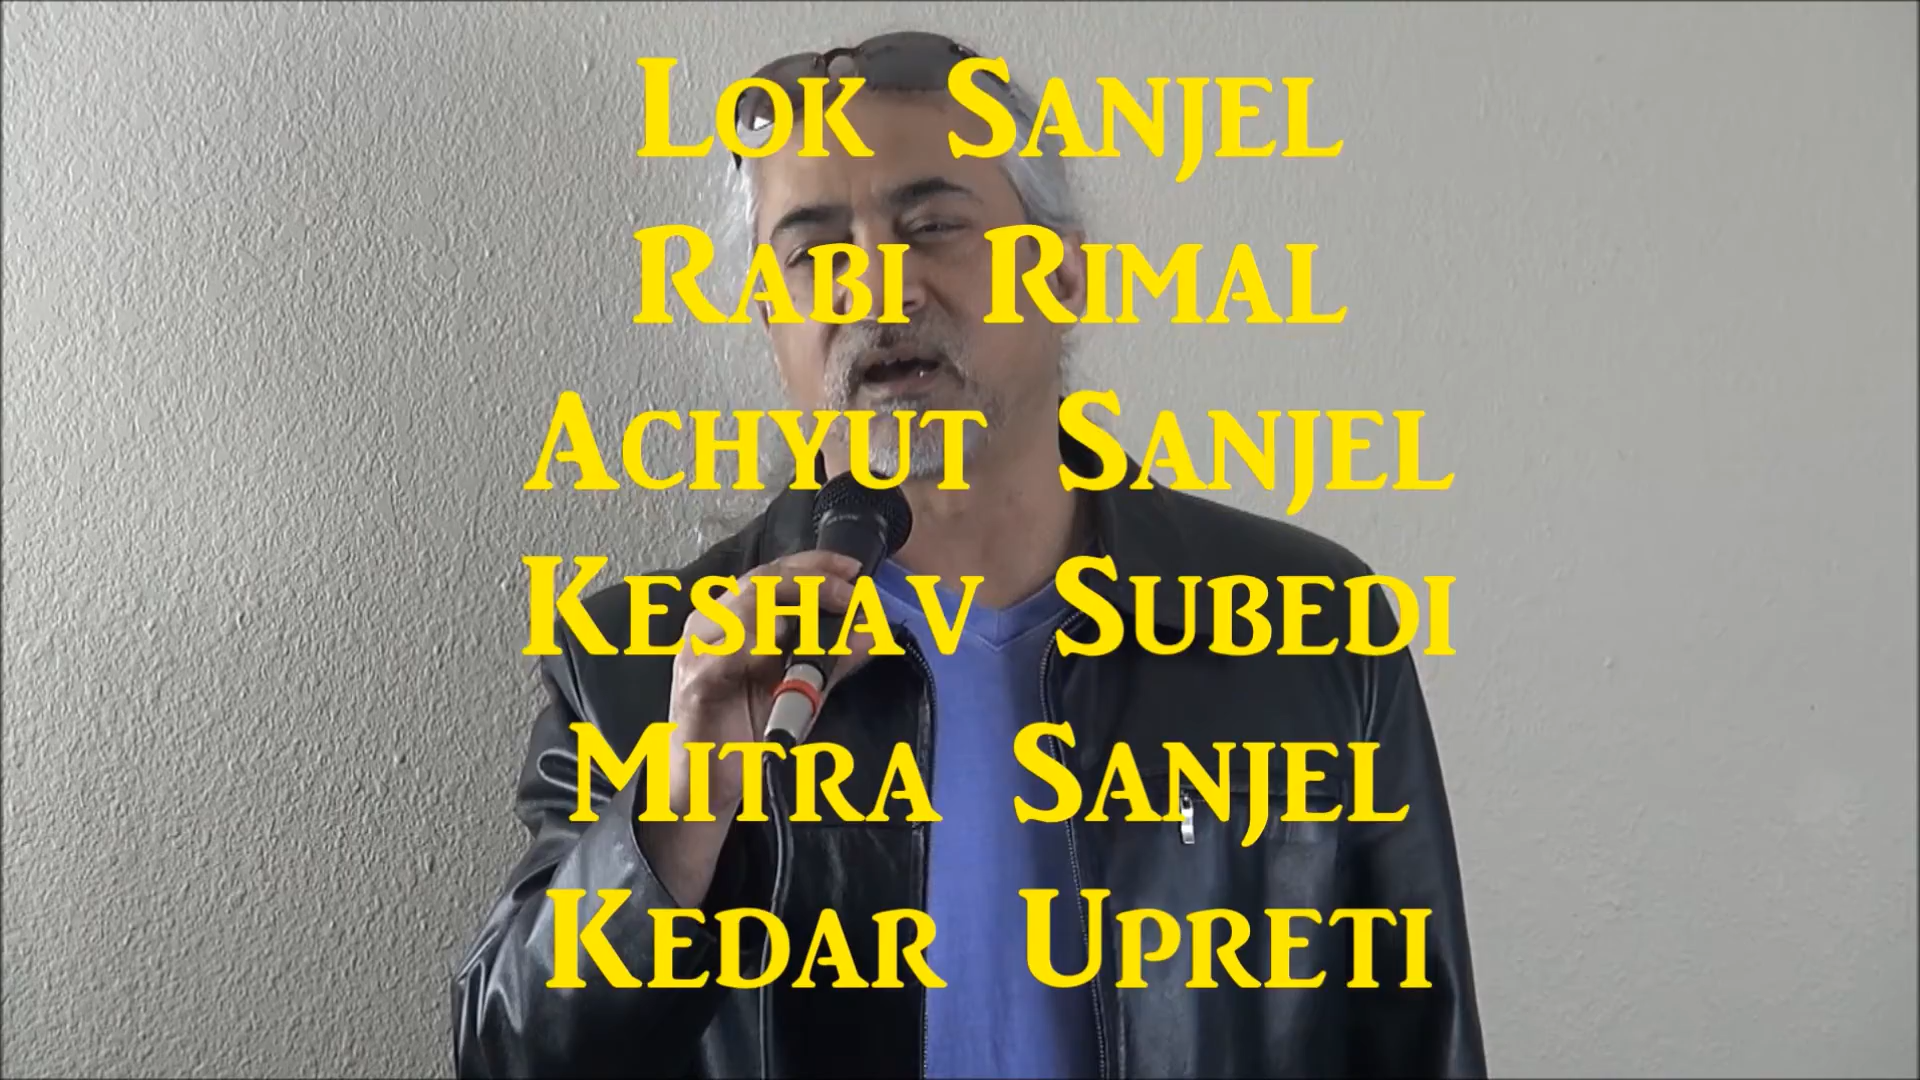 Lok Sanjel
Rabi Rimal
Achyut Sanjel
Keshav Subedi
Mitra Sanjel
Kedar Upreti